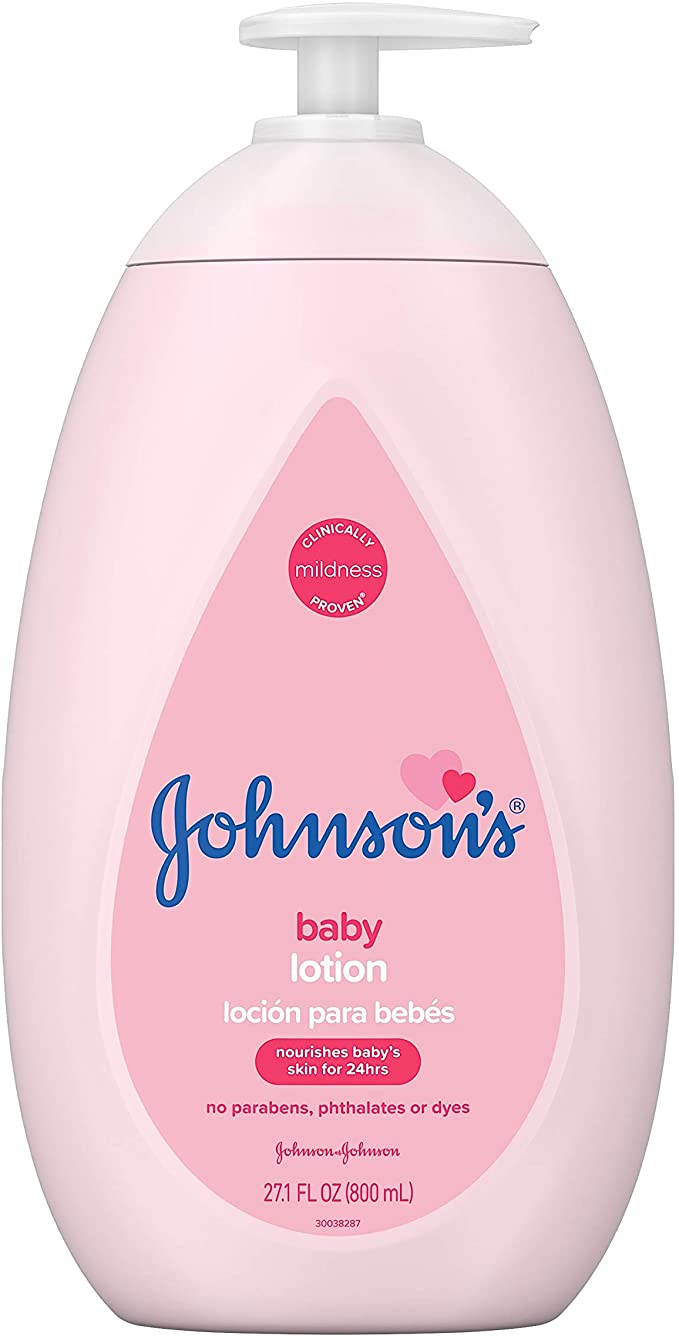 CLINICALLY
mildness
PROVEN®
Johnson's®
baby
lotion
loción para bebés
nourishes baby's
skin for 24hrs
no parabens, phthalates or dyes
Johnson & Johnson
27.1 FL OZ (800 mL)
30038287